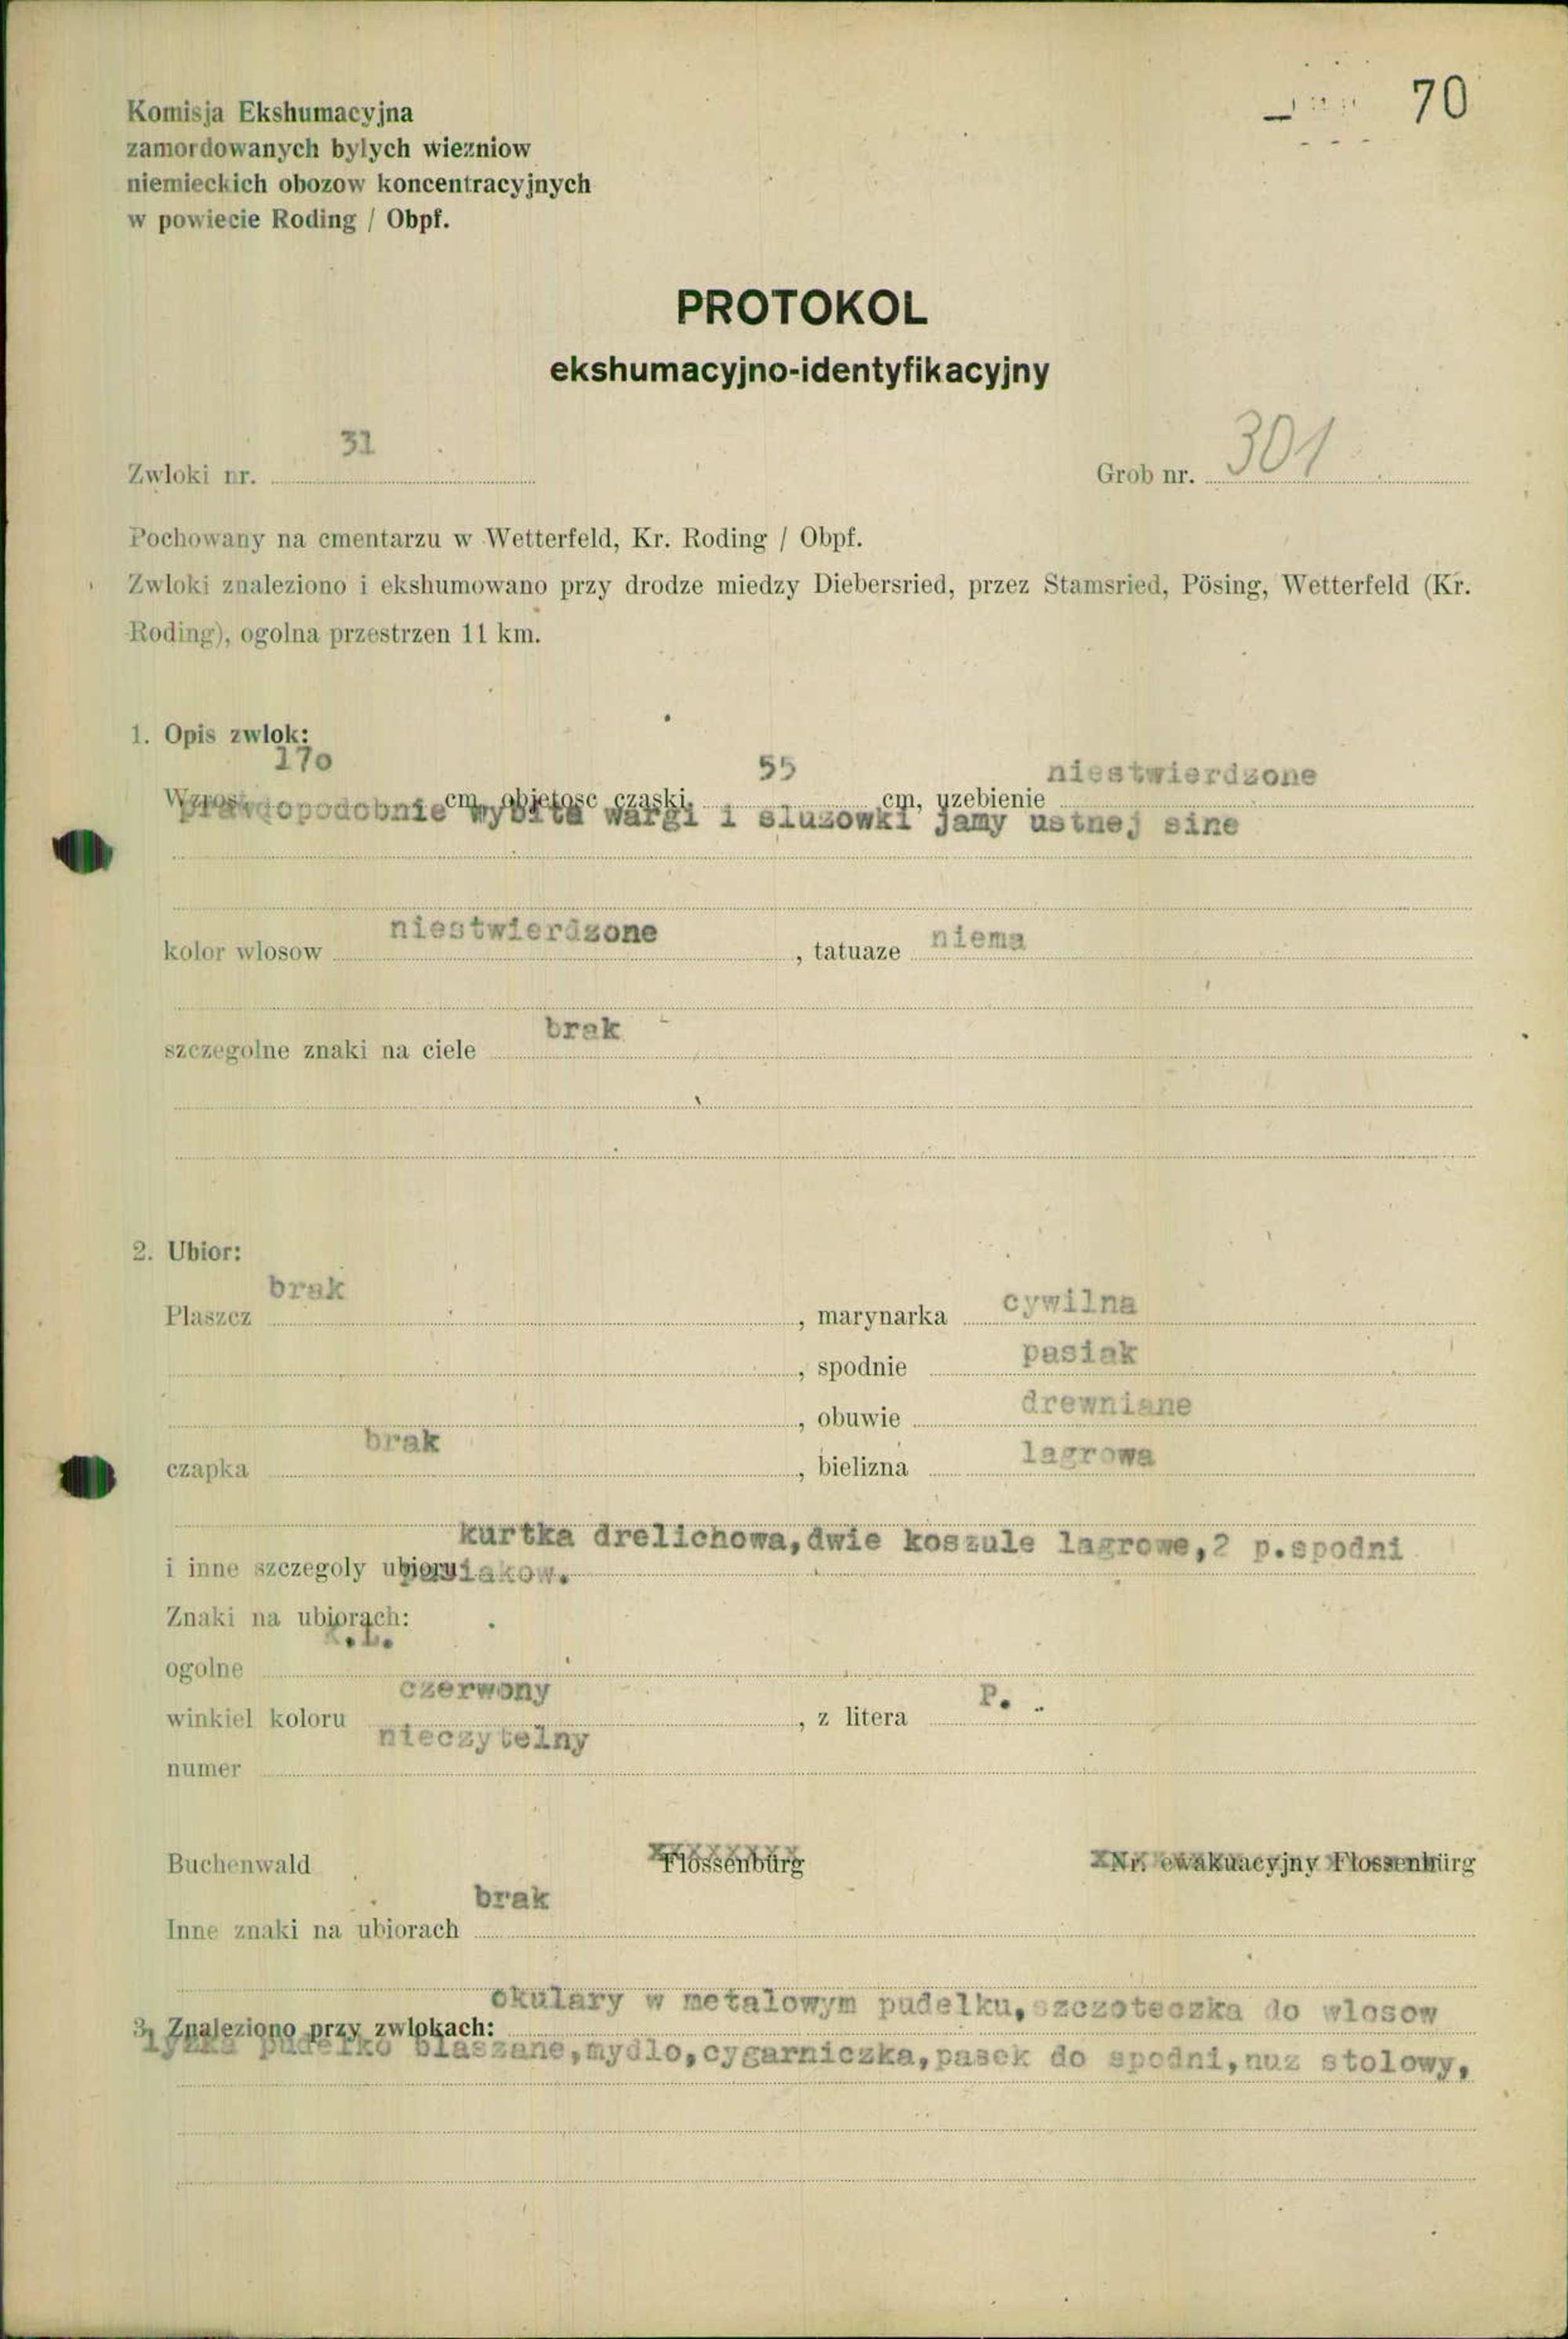 70
Komisja Ekshumacyjna
zamordowanych bylych wiezniow
niemieckich obozow koncentracyjnych
w powiecie Roding / Obpf.
PROTOKOL
ekshumacyjno-identyfikacyjny
Zwloki nr. 31
Grob nr. 301
Pochowany na cmentarzu w Wetterfeld, Kr. Roding / Obpf.
Zwloki znaleziono i ekshumowano przy drodze miedzy Diebersried, przez Stamsried, Pösing, Wetterfeld (Kr.
Roding), ogolna przestrzen 11 km.
1. Opis zwlok:
Wzrost 170 cm, objetosc czaski 55 cm, uzebienie niestwierdzone
prawdopodobnie wybite wargi i sluzowki jamy ustnej sine
kolor wlosow niestwierdzone, tatuaze niema
szczegolne znaki na ciele brak -
2. Ubior:
Plaszcz brak, marynarka cywilna
, spodnie pasiak
, obuwie drewniane
czapka brak, bielizna lagrowa
kurtka drelichowa,dwie koszule lagrowe,2 p.spodni
i inne szczegoly ubioru
Znaki na ubiorach:
ogolne
winkiel koloru czerwony, z litera P.
numer nieczytelny
Buchenwald Flossenbürg Nr. ewakuacyjny Flossenbürg
Inne znaki na ubiorach brak
okulary w metalowym pudelku,szczoteczka do wlosow
3. Znaleziono przy zwlokach:
lyzka pudelko blaszane,mydlo,cygarniczka,pasek do spodni,nuz stolowy,